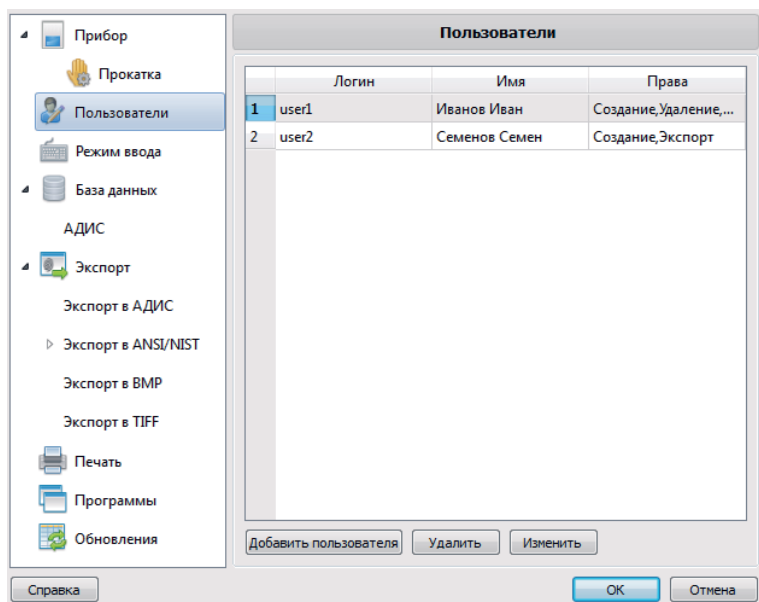 Прибор
Прокатка
Пользователи
Режим ввода
База данных
АДИС
Экспорт
Экспорт в АДИС
Экспорт в ANSI/NIST
Экспорт в BMP
Экспорт в TIFF
Печать
Программы
Обновления
Пользователи
Логин Имя Права
1 user1 Иванов Иван Создание,Удаление,...
2 user2 Семенов Семен Создание,Экспорт
Добавить пользователя Удалить Изменить
Справка OK Отмена